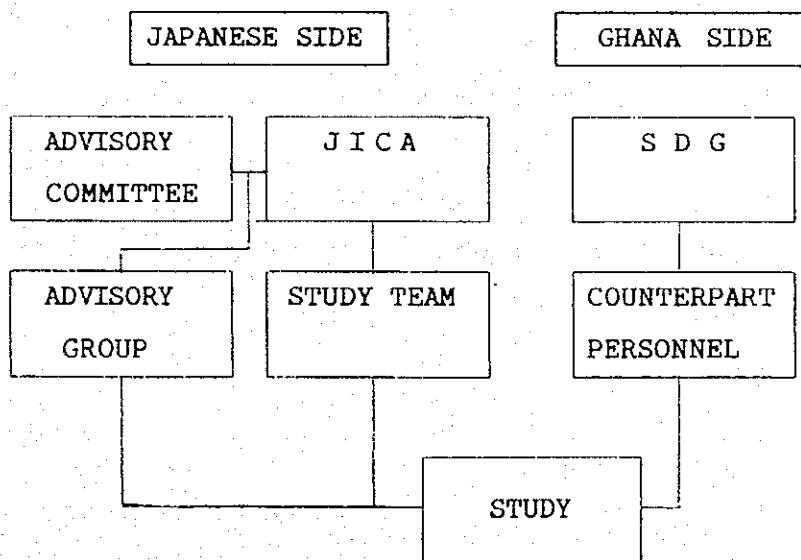 JAPANESE SIDE
GHANA SIDE
ADVISORY
COMMITTEE
J I C A
S D G
ADVISORY
GROUP
STUDY TEAM
COUNTERPART
PERSONNEL
STUDY